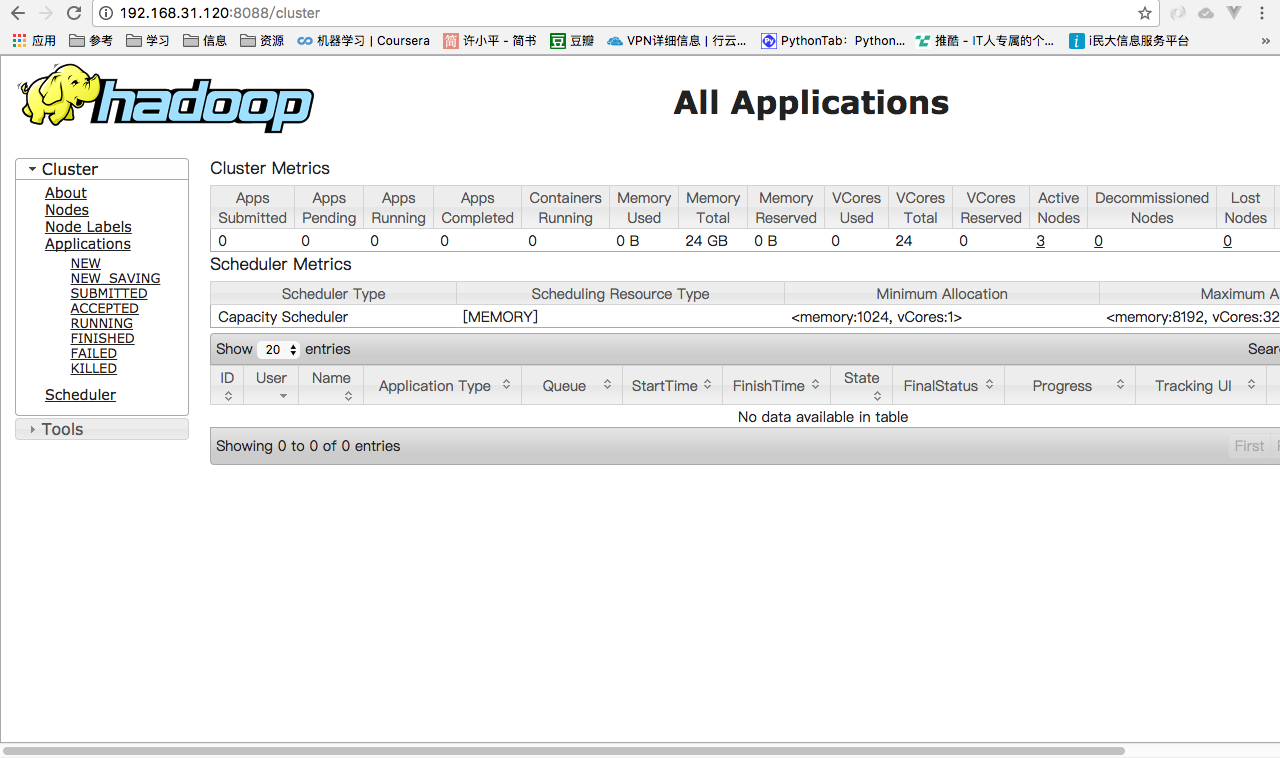 192.168.31.120:8088/cluster
应用 参考 学习 信息 资源 机器学习 | Coursera 许小平 - 简书 豆瓣 VPN详细信息 | 行云... PythonTab：Python... 推酷 - IT人专属的个... i民大信息服务平台 »
hadoop
All Applications
Cluster
About
Nodes
Node Labels
Applications
NEW
NEW_SAVING
SUBMITTED
ACCEPTED
RUNNING
FINISHED
FAILED
KILLED
Scheduler
Tools
Cluster Metrics
Apps Submitted Apps Pending Apps Running Apps Completed Containers Running Memory Used Memory Total Memory Reserved VCores Used VCores Total VCores Reserved Active Nodes Decommissioned Nodes Lost Nodes
0 0 0 0 0 0 B 24 GB 0 B 0 24 0 3 0 0
Scheduler Metrics
Scheduler Type Scheduling Resource Type Minimum Allocation Maximum A
Capacity Scheduler [MEMORY] <memory:1024, vCores:1> <memory:8192, vCores:32
Show 20 entries Sear
ID User Name Application Type Queue StartTime FinishTime State FinalStatus Progress Tracking UI
No data available in table
Showing 0 to 0 of 0 entries First